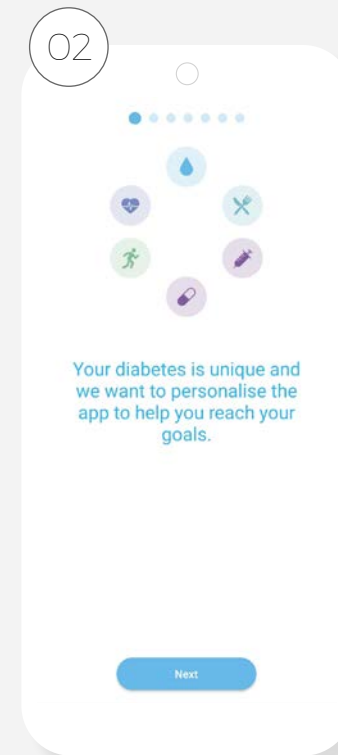 02
Your diabetes is unique and
we want to personalise the
app to help you reach your
goals.
Next